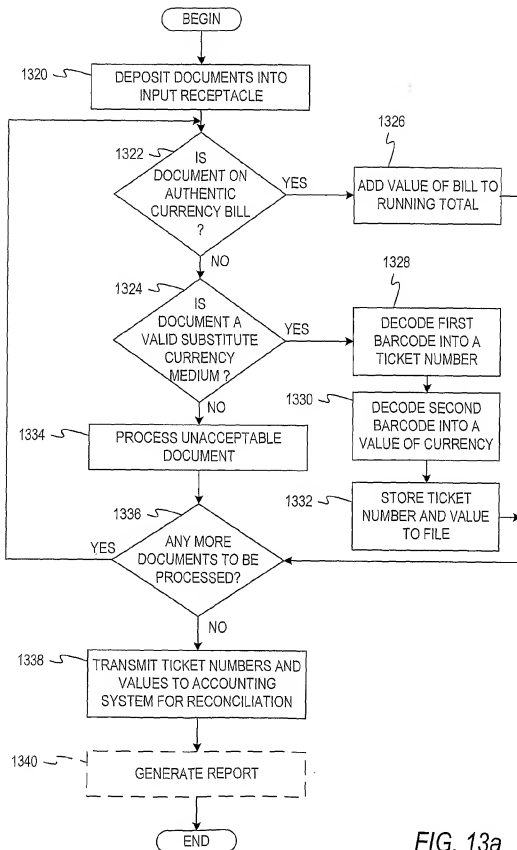 BEGIN
1320
DEPOSIT DOCUMENTS INTO
INPUT RECEPTACLE
1322
IS
DOCUMENT ON
AUTHENTIC
CURRENCY BILL
?
YES
1326
ADD VALUE OF BILL TO
RUNNING TOTAL
NO
1324
IS
DOCUMENT A
VALID SUBSTITUTE
CURRENCY
MEDIUM ?
YES
1328
DECODE FIRST
BARCODE INTO A
TICKET NUMBER
1330
DECODE SECOND
BARCODE INTO A
VALUE OF CURRENCY
1332
STORE TICKET
NUMBER AND VALUE
TO FILE
NO
1334
PROCESS UNACCEPTABLE
DOCUMENT
1336
ANY MORE
DOCUMENTS TO BE
PROCESSED?
YES
NO
1338
TRANSMIT TICKET NUMBERS AND
VALUES TO ACCOUNTING
SYSTEM FOR RECONCILIATION
1340
GENERATE REPORT
END
FIG. 13a